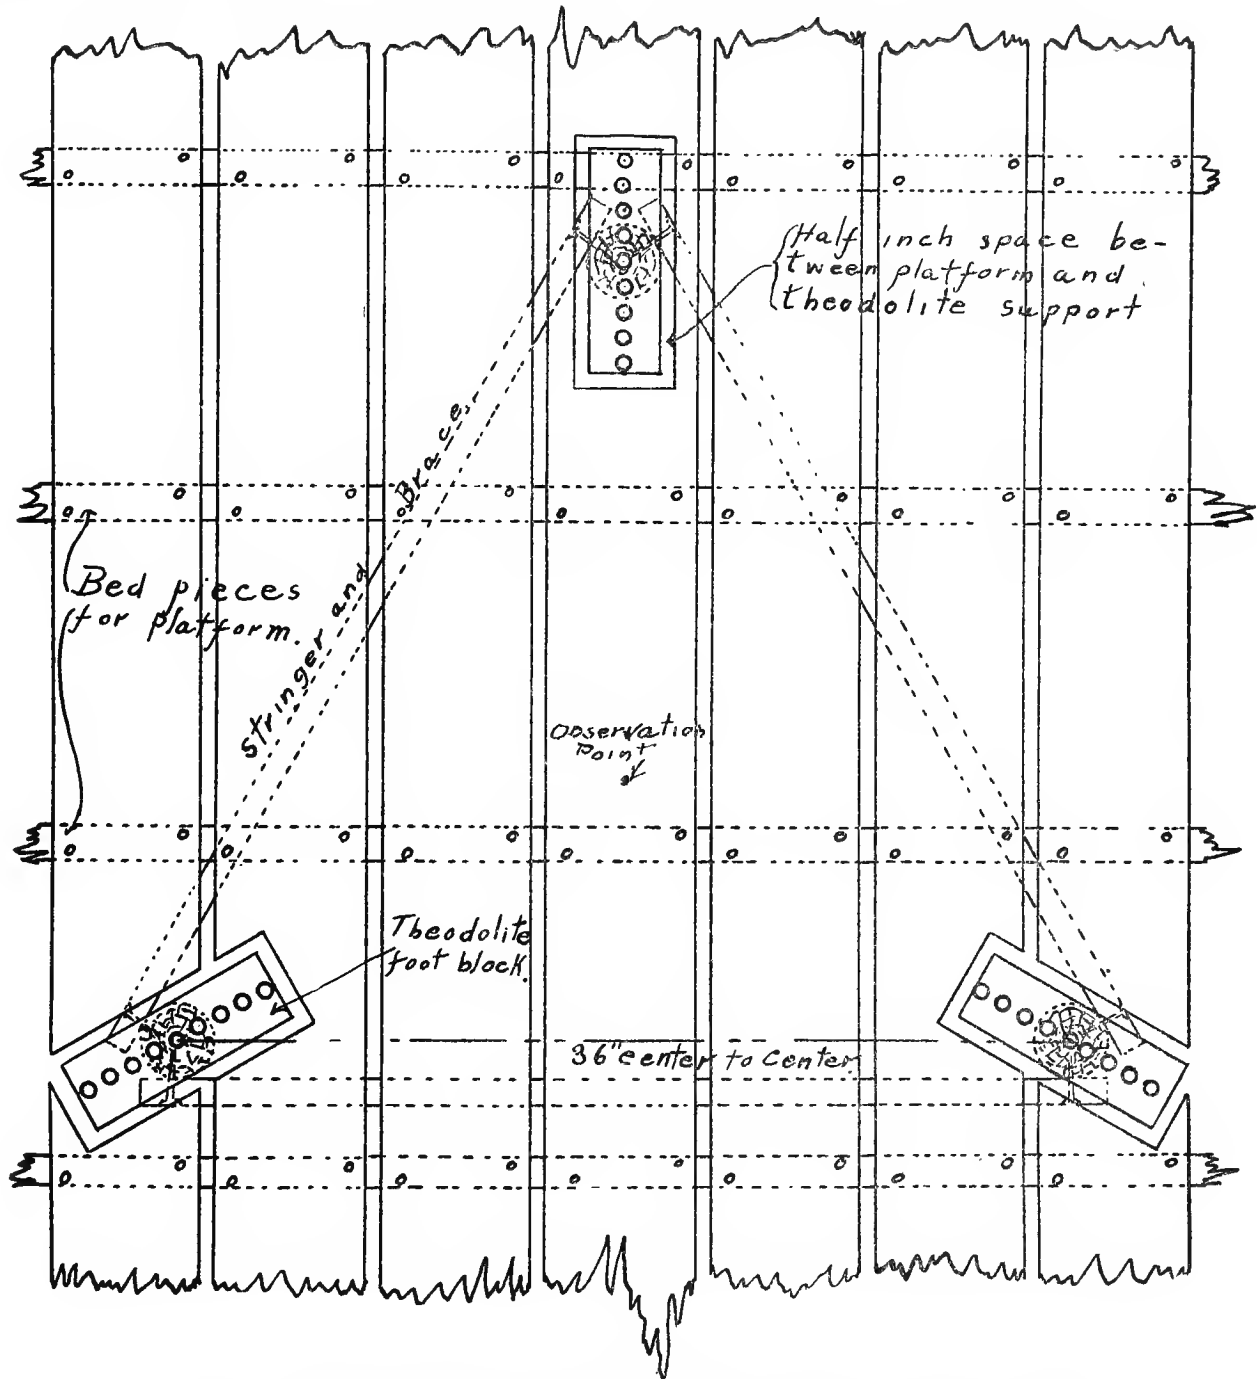 Half inch space be-
tween platform and
theodolite support
stringer and Brace.
Bed pieces
for platform.
Observation
Point
Theodolite
foot block.
36" center to center